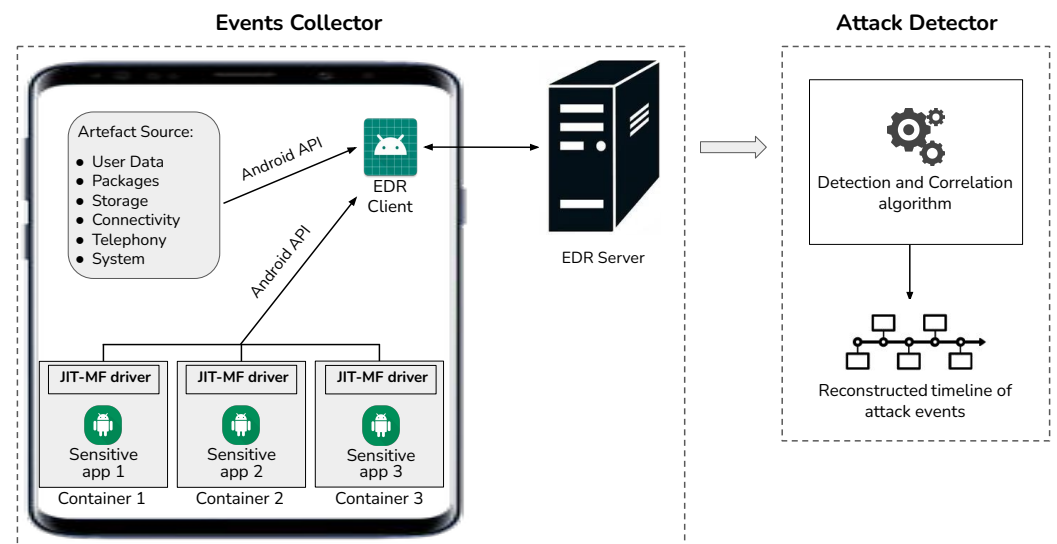 Events Collector
Attack Detector
Artefact Source:
● User Data
● Packages
● Storage
● Connectivity
● Telephony
● System
Android API
EDR
Client
Android API
EDR Server
Detection and Correlation
algorithm
Reconstructed timeline of
attack events
JIT-MF driver
Sensitive
app 1
Container 1
JIT-MF driver
Sensitive
app 2
Container 2
JIT-MF driver
Sensitive
app 3
Container 3